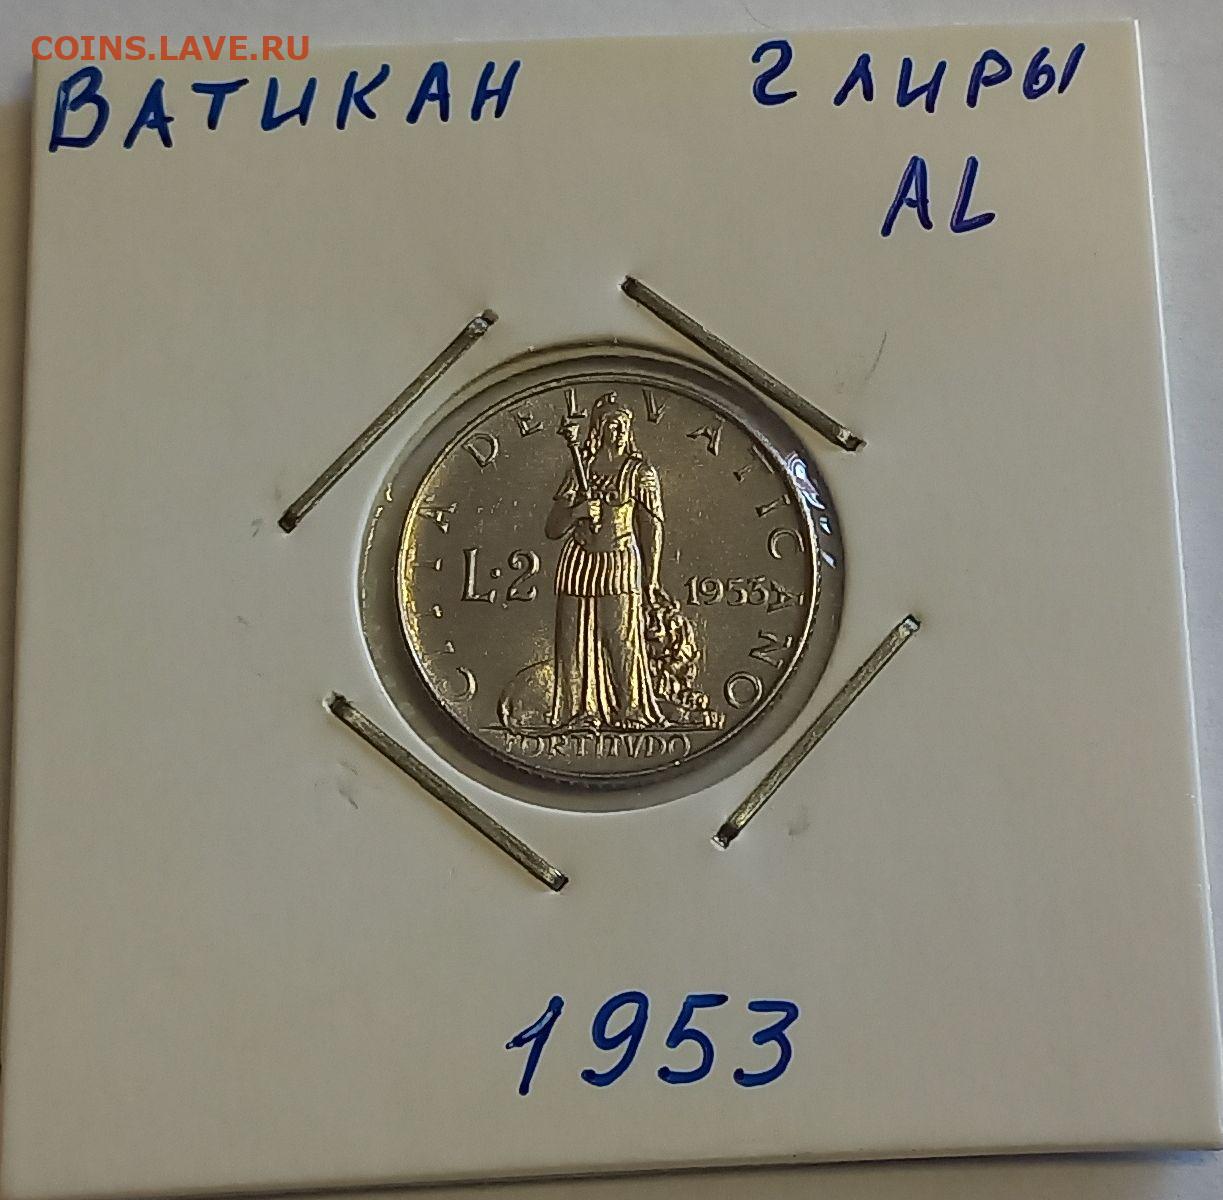 COINS.LAVE.RU
ВАТИКАН 2 ЛИРЫ
AL
CITTA DEL VATICANO
L.2 1953
FORTITVDO
1953